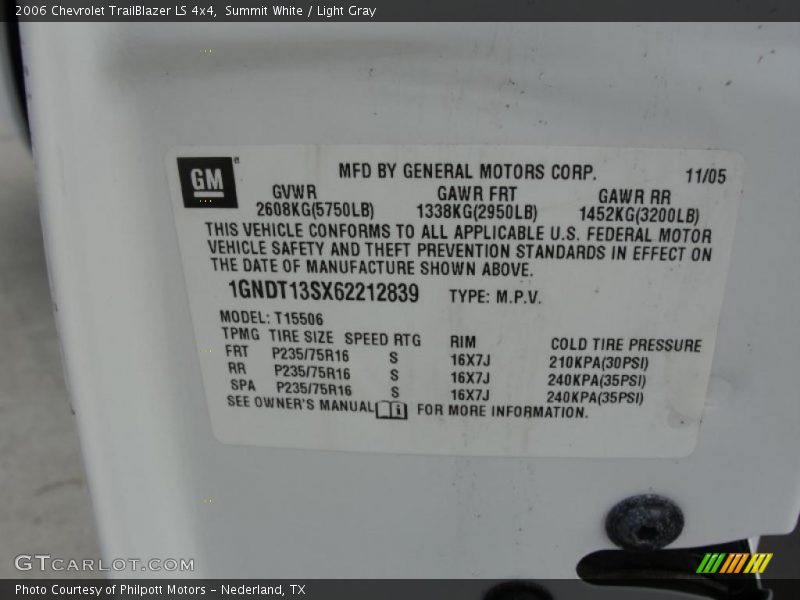 2006 Chevrolet TrailBlazer LS 4x4, Summit White / Light Gray
GM
MFD BY GENERAL MOTORS CORP. 11/05
GVWR GAWR FRT GAWR RR
2608KG(5750LB) 1338KG(2950LB) 1452KG(3200LB)
THIS VEHICLE CONFORMS TO ALL APPLICABLE U.S. FEDERAL MOTOR
VEHICLE SAFETY AND THEFT PREVENTION STANDARDS IN EFFECT ON
THE DATE OF MANUFACTURE SHOWN ABOVE.
1GNDT13SX62212839 TYPE: M.P.V.
MODEL: T15506
TPMG TIRE SIZE SPEED RTG RIM COLD TIRE PRESSURE
FRT P235/75R16 S 16X7J 210KPA(30PSI)
RR P235/75R16 S 16X7J 240KPA(35PSI)
SPA P235/75R16 S 16X7J 240KPA(35PSI)
SEE OWNER'S MANUAL FOR MORE INFORMATION.
GTCARLOT.COM
Photo Courtesy of Philpott Motors - Nederland, TX